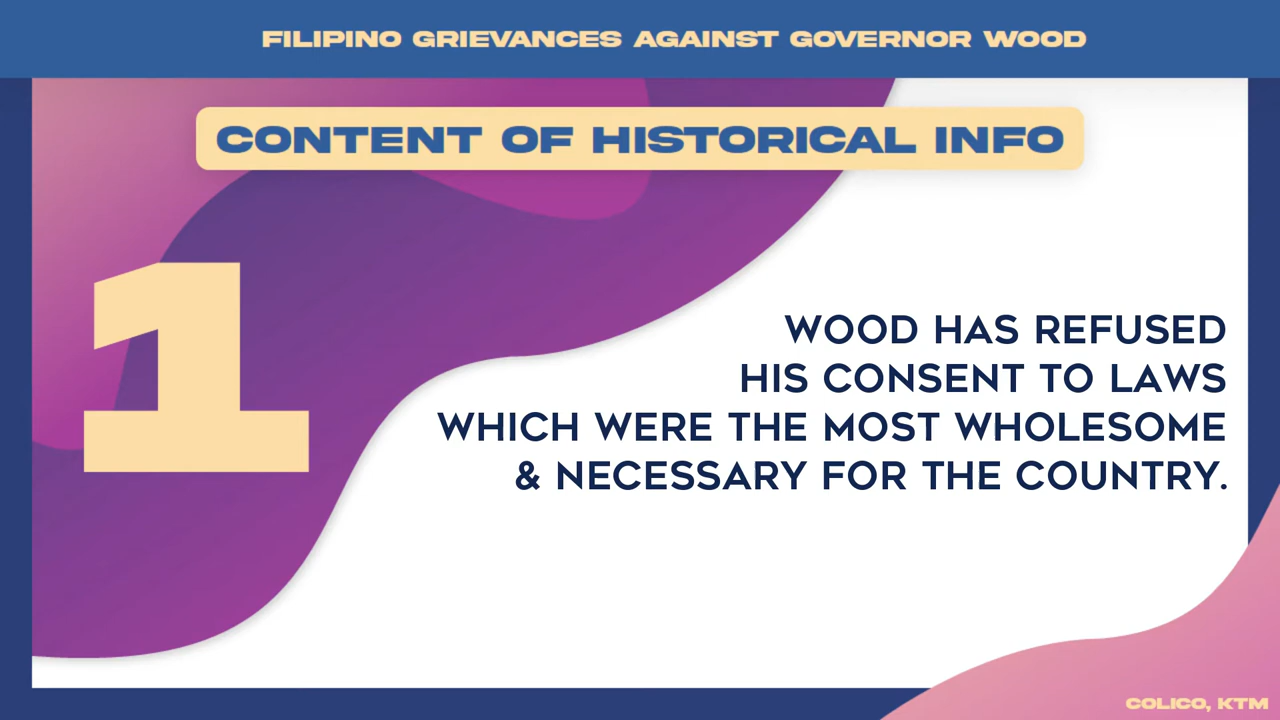 FILIPINO GRIEVANCES AGAINST GOVERNOR WOOD
CONTENT OF HISTORICAL INFO
1
WOOD HAS REFUSED
HIS CONSENT TO LAWS
WHICH WERE THE MOST WHOLESOME
& NECESSARY FOR THE COUNTRY.
COLICO, KTM